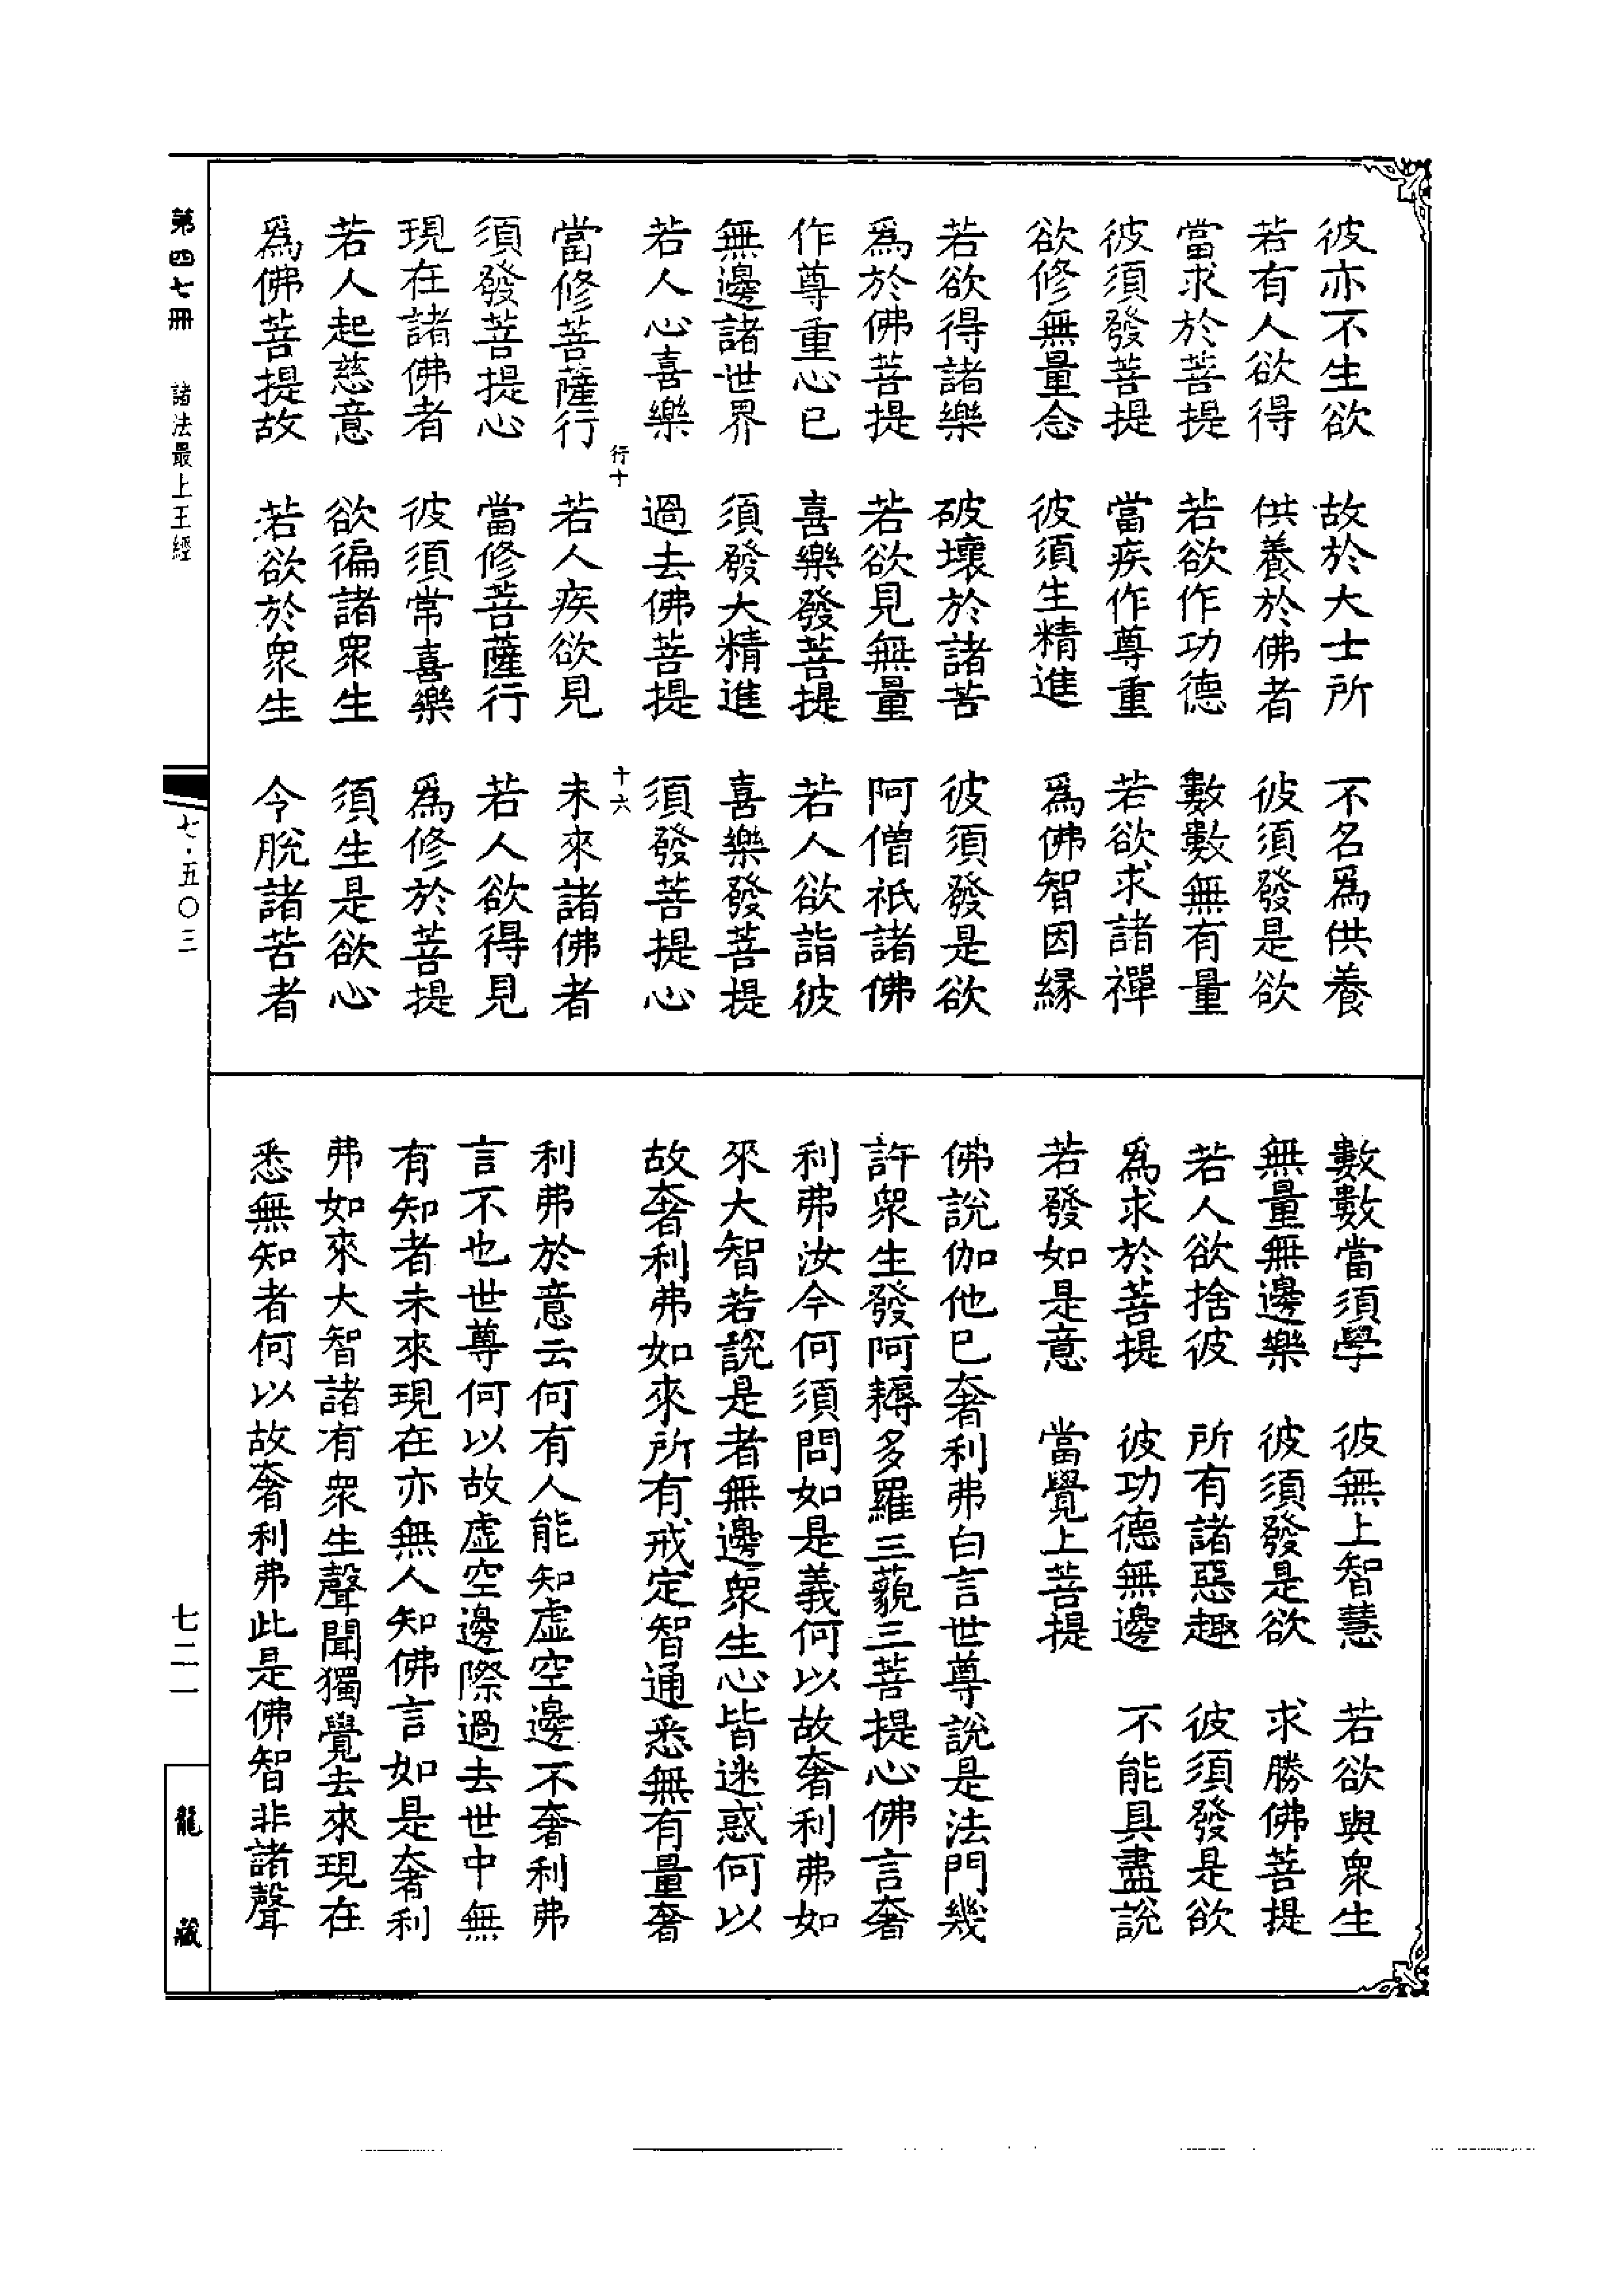 彼亦不生欲　故於大士所　不名爲供養
若有人欲得　供養於佛者　彼須發是欲
當求於菩提　若欲作功德　數數無有量
彼須發菩提　當疾作尊重　若欲求諸禪
欲修無量念　彼須生精進　爲佛智因縁
若欲得諸樂　破壞於諸苦　彼須發是欲
爲於佛菩提　若欲見無量　阿僧祇諸佛
作尊重心已　喜樂發菩提　若人欲詣彼
無邊諸世界　須發大精進　喜樂發菩提
若人心喜樂　過去佛菩提　須發菩提心
行十　十六
當修菩薩行　若人疾欲見　未來諸佛者
須發菩提心　當修菩薩行　若人欲得見
現在諸佛者　彼須常喜樂　爲修於菩提
若人起慈意　欲徧諸衆生　須生是欲心
爲佛菩提故　若欲於衆生　令脫諸苦者
數數當須學　彼無上智慧　若欲與衆生
無量無邊樂　彼須發是欲　求勝佛菩提
若人欲捨彼　所有諸惡趣　彼須發是欲
爲求於菩提　彼功德無邊　不能具盡說
若發如是意　當覺上菩提
佛說伽他已奢利弗白言世尊說是法門幾
許衆生發阿耨多羅三藐三菩提心佛言奢
利弗汝今何須問如是義何以故奢利弗如
來大智若說是者無邊衆生心皆迷惑何以
故奢利弗如來所有戒定智通悉無有量奢
利弗於意云何有人能知虛空邊不奢利弗
言不也世尊何以故虛空邊際過去世中無
有知者未來現在亦無人知佛言如是奢利
弗如來大智諸有衆生聲聞獨覺去來現在
悉無知者何以故奢利弗此是佛智非諸聲
第四七冊　諸法最上王經
七·五〇三
七二一
龍藏